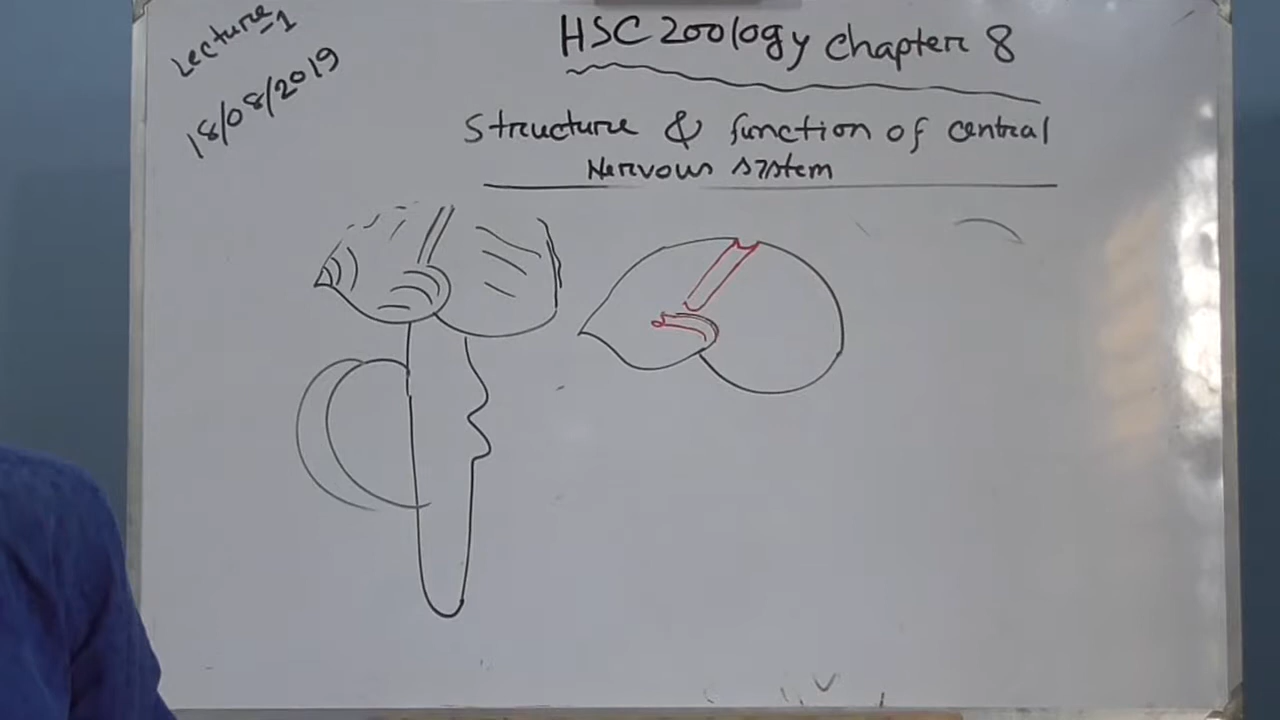 Lecture-1
18/08/2019
HSC Zoology Chapter 8
Structure & function of central
Nervous system